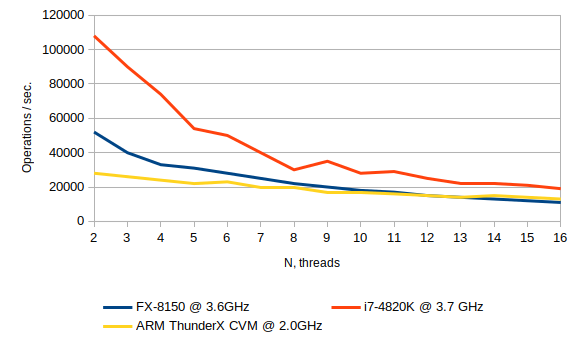 120000
100000
80000
60000
40000
20000
0
Operations / sec.
2 3 4 5 6 7 8 9 10 11 12 13 14 15 16
N, threads
FX-8150 @ 3.6GHz i7-4820K @ 3.7 GHz
ARM ThunderX CVM @ 2.0GHz